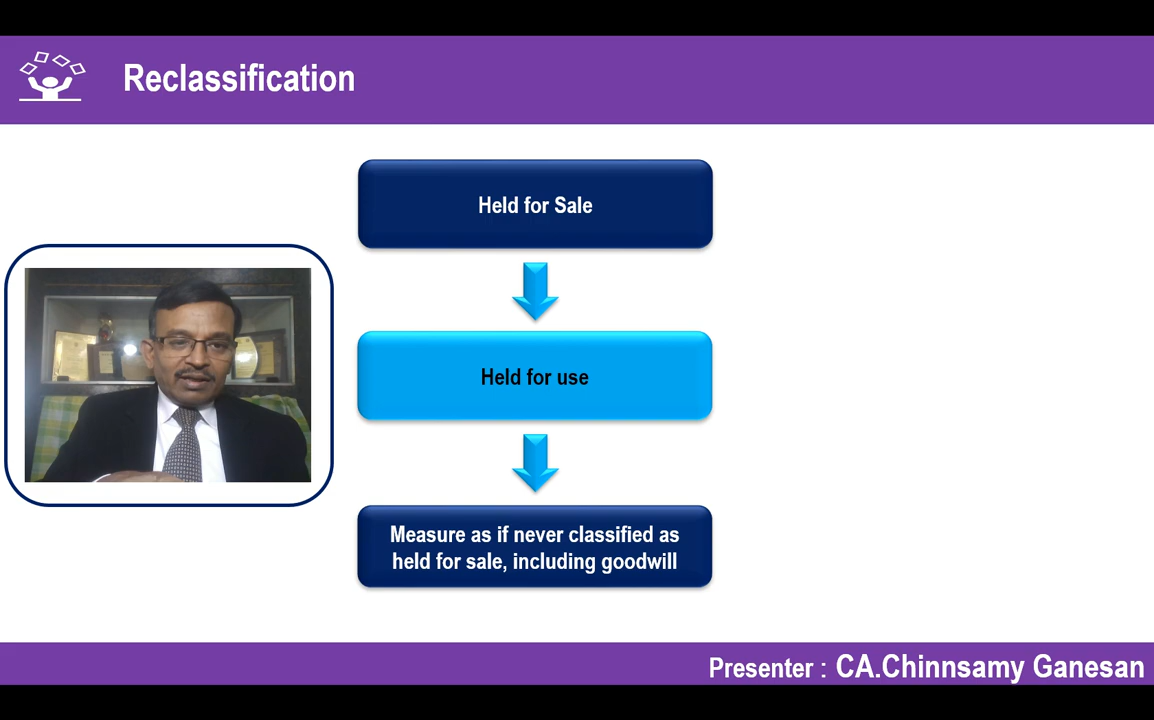 Reclassification
Held for Sale
Held for use
Measure as if never classified as
held for sale, including goodwill
Presenter : CA.Chinnsamy Ganesan